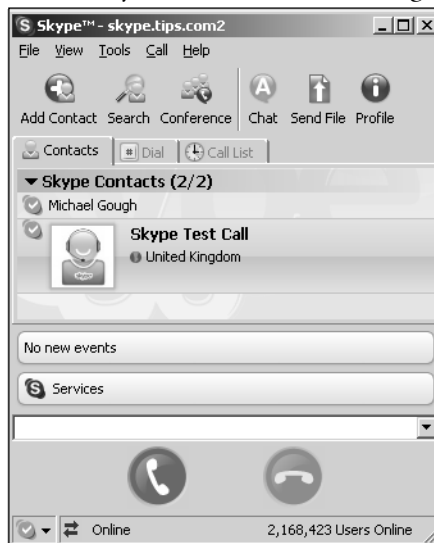 Skype™ - skype.tips.com2
File View Tools Call Help
Add Contact Search Conference Chat Send File Profile
Contacts Dial Call List
Skype Contacts (2/2)
Michael Gough
Skype Test Call
United Kingdom
No new events
Services
Online 2,168,423 Users Online